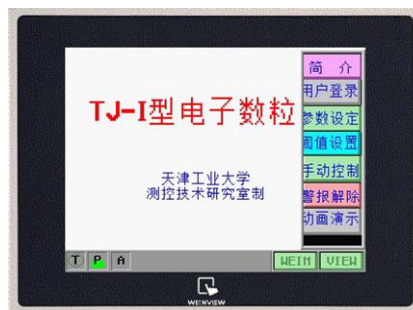 简 介
用户登录
TJ-I型电子数粒
参数设定
阈值设置
手动控制
天津工业大学
测控技术研究室制
警报解除
动画演示
T P A
WEIN VIEW
WEINVIEW